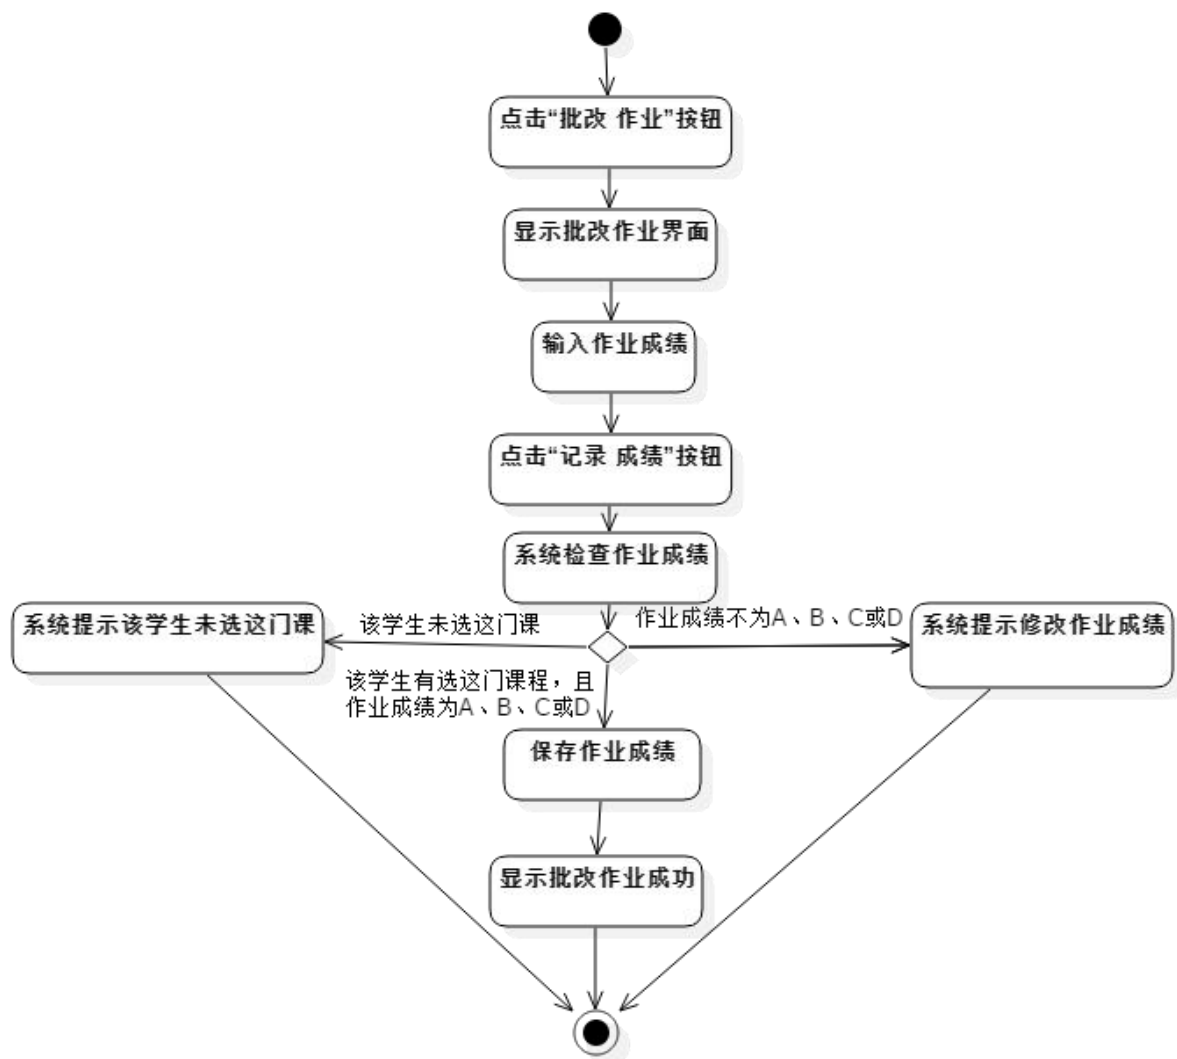 点击“批改 作业”按钮
显示批改作业界面
输入作业成绩
点击“记录 成绩”按钮
系统检查作业成绩
系统提示该学生未选这门课
该学生未选这门课
作业成绩不为A、B、C或D
系统提示修改作业成绩
该学生有选这门课程，且
作业成绩为A、B、C或D
保存作业成绩
显示批改作业成功